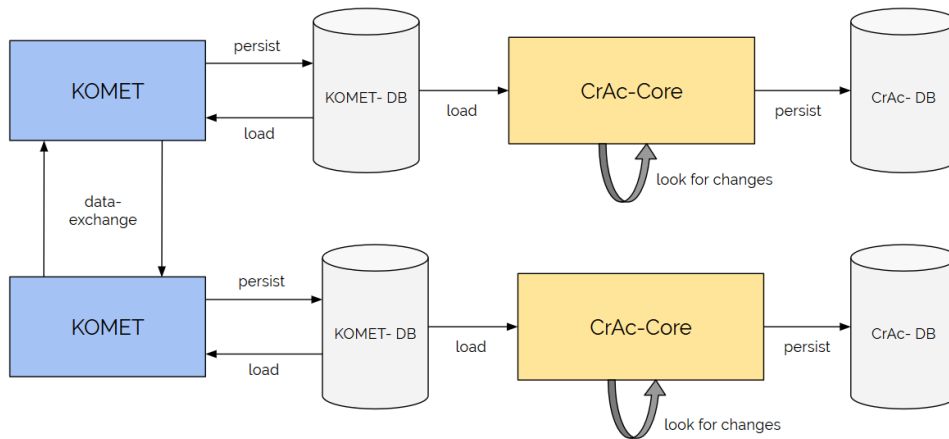 persist
KOMET
KOMET- DB
load
load
CrAc-Core
persist
CrAc- DB
look for changes
data-
exchange
persist
KOMET
KOMET- DB
load
load
CrAc-Core
persist
CrAc- DB
look for changes